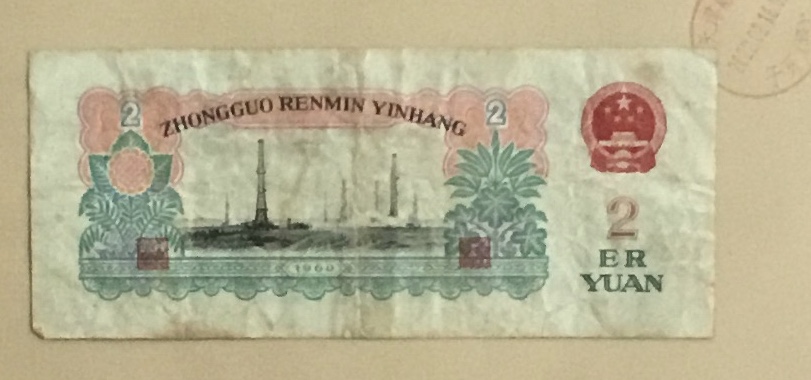 2
2
ZHONGGUO RENMIN YINHANG
1960
2
ER
YUAN